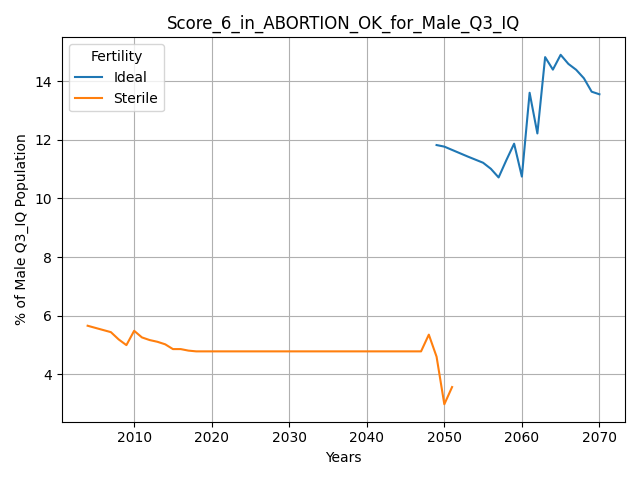 Score_6_in_ABORTION_OK_for_Male_Q3_IQ
Fertility
Ideal
Sterile
% of Male Q3_IQ Population
14
12
10
8
6
4
2010 2020 2030 2040 2050 2060 2070
Years